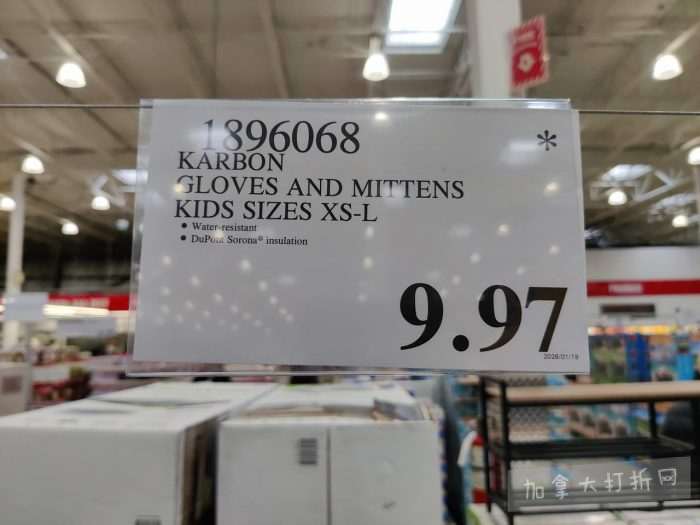 1896068
*
KARBON
GLOVES AND MITTENS
KIDS SIZES XS-L
• Water-resistant
• DuPont Sorona® insulation
9.97
2026/01/19
加拿大打折网